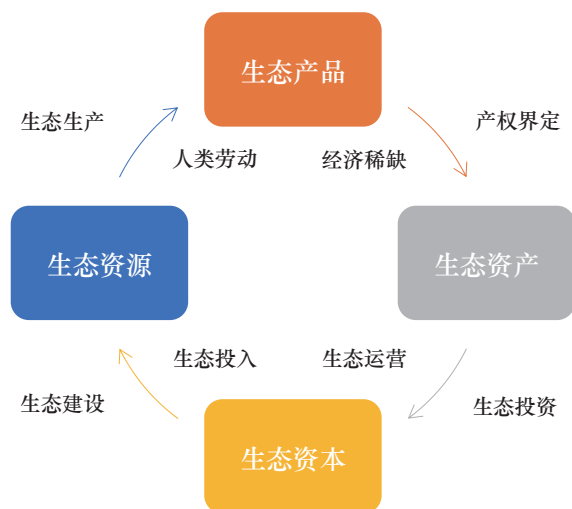 生态产品
生态生产
产权界定
人类劳动
经济稀缺
生态资源
生态资产
生态投入
生态运营
生态建设
生态投资
生态资本